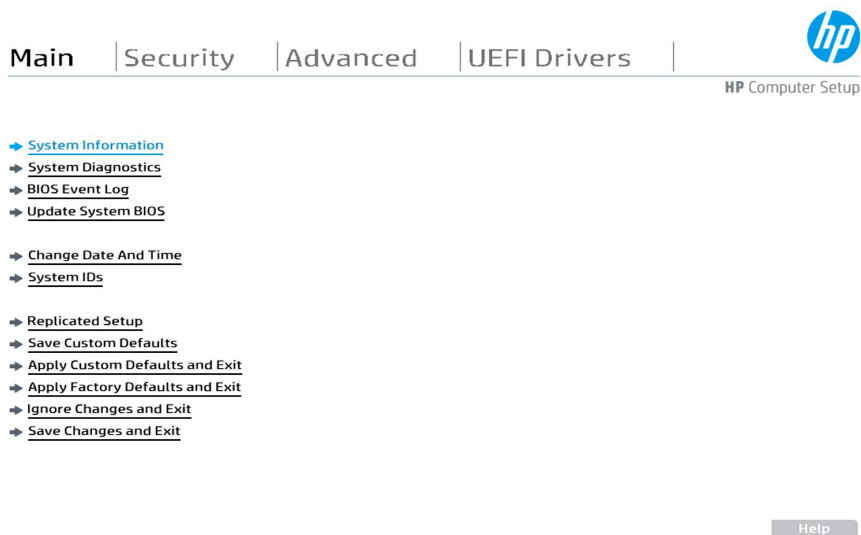 hp
Main Security Advanced UEFI Drivers
HP Computer Setup
System Information
System Diagnostics
BIOS Event Log
Update System BIOS
Change Date And Time
System IDs
Replicated Setup
Save Custom Defaults
Apply Custom Defaults and Exit
Apply Factory Defaults and Exit
Ignore Changes and Exit
Save Changes and Exit
Help